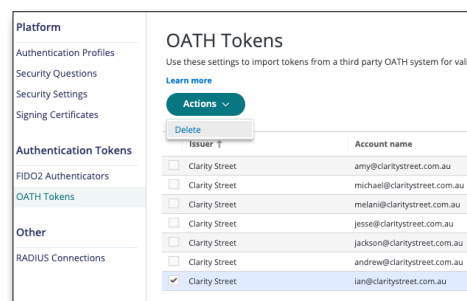 Platform
Authentication Profiles
Security Questions
Security Settings
Signing Certificates
Authentication Tokens
FIDO2 Authenticators
OATH Tokens
Other
RADIUS Connections
OATH Tokens
Use these settings to import tokens from a third party OATH system for vali
Learn more
Actions
Delete
Issuer ↑ Account name
Clarity Street amy@claritystreet.com.au
Clarity Street michael@claritystreet.com.au
Clarity Street melani@claritystreet.com.au
Clarity Street jesse@claritystreet.com.au
Clarity Street jackson@claritystreet.com.au
Clarity Street andrew@claritystreet.com.au
Clarity Street ian@claritystreet.com.au